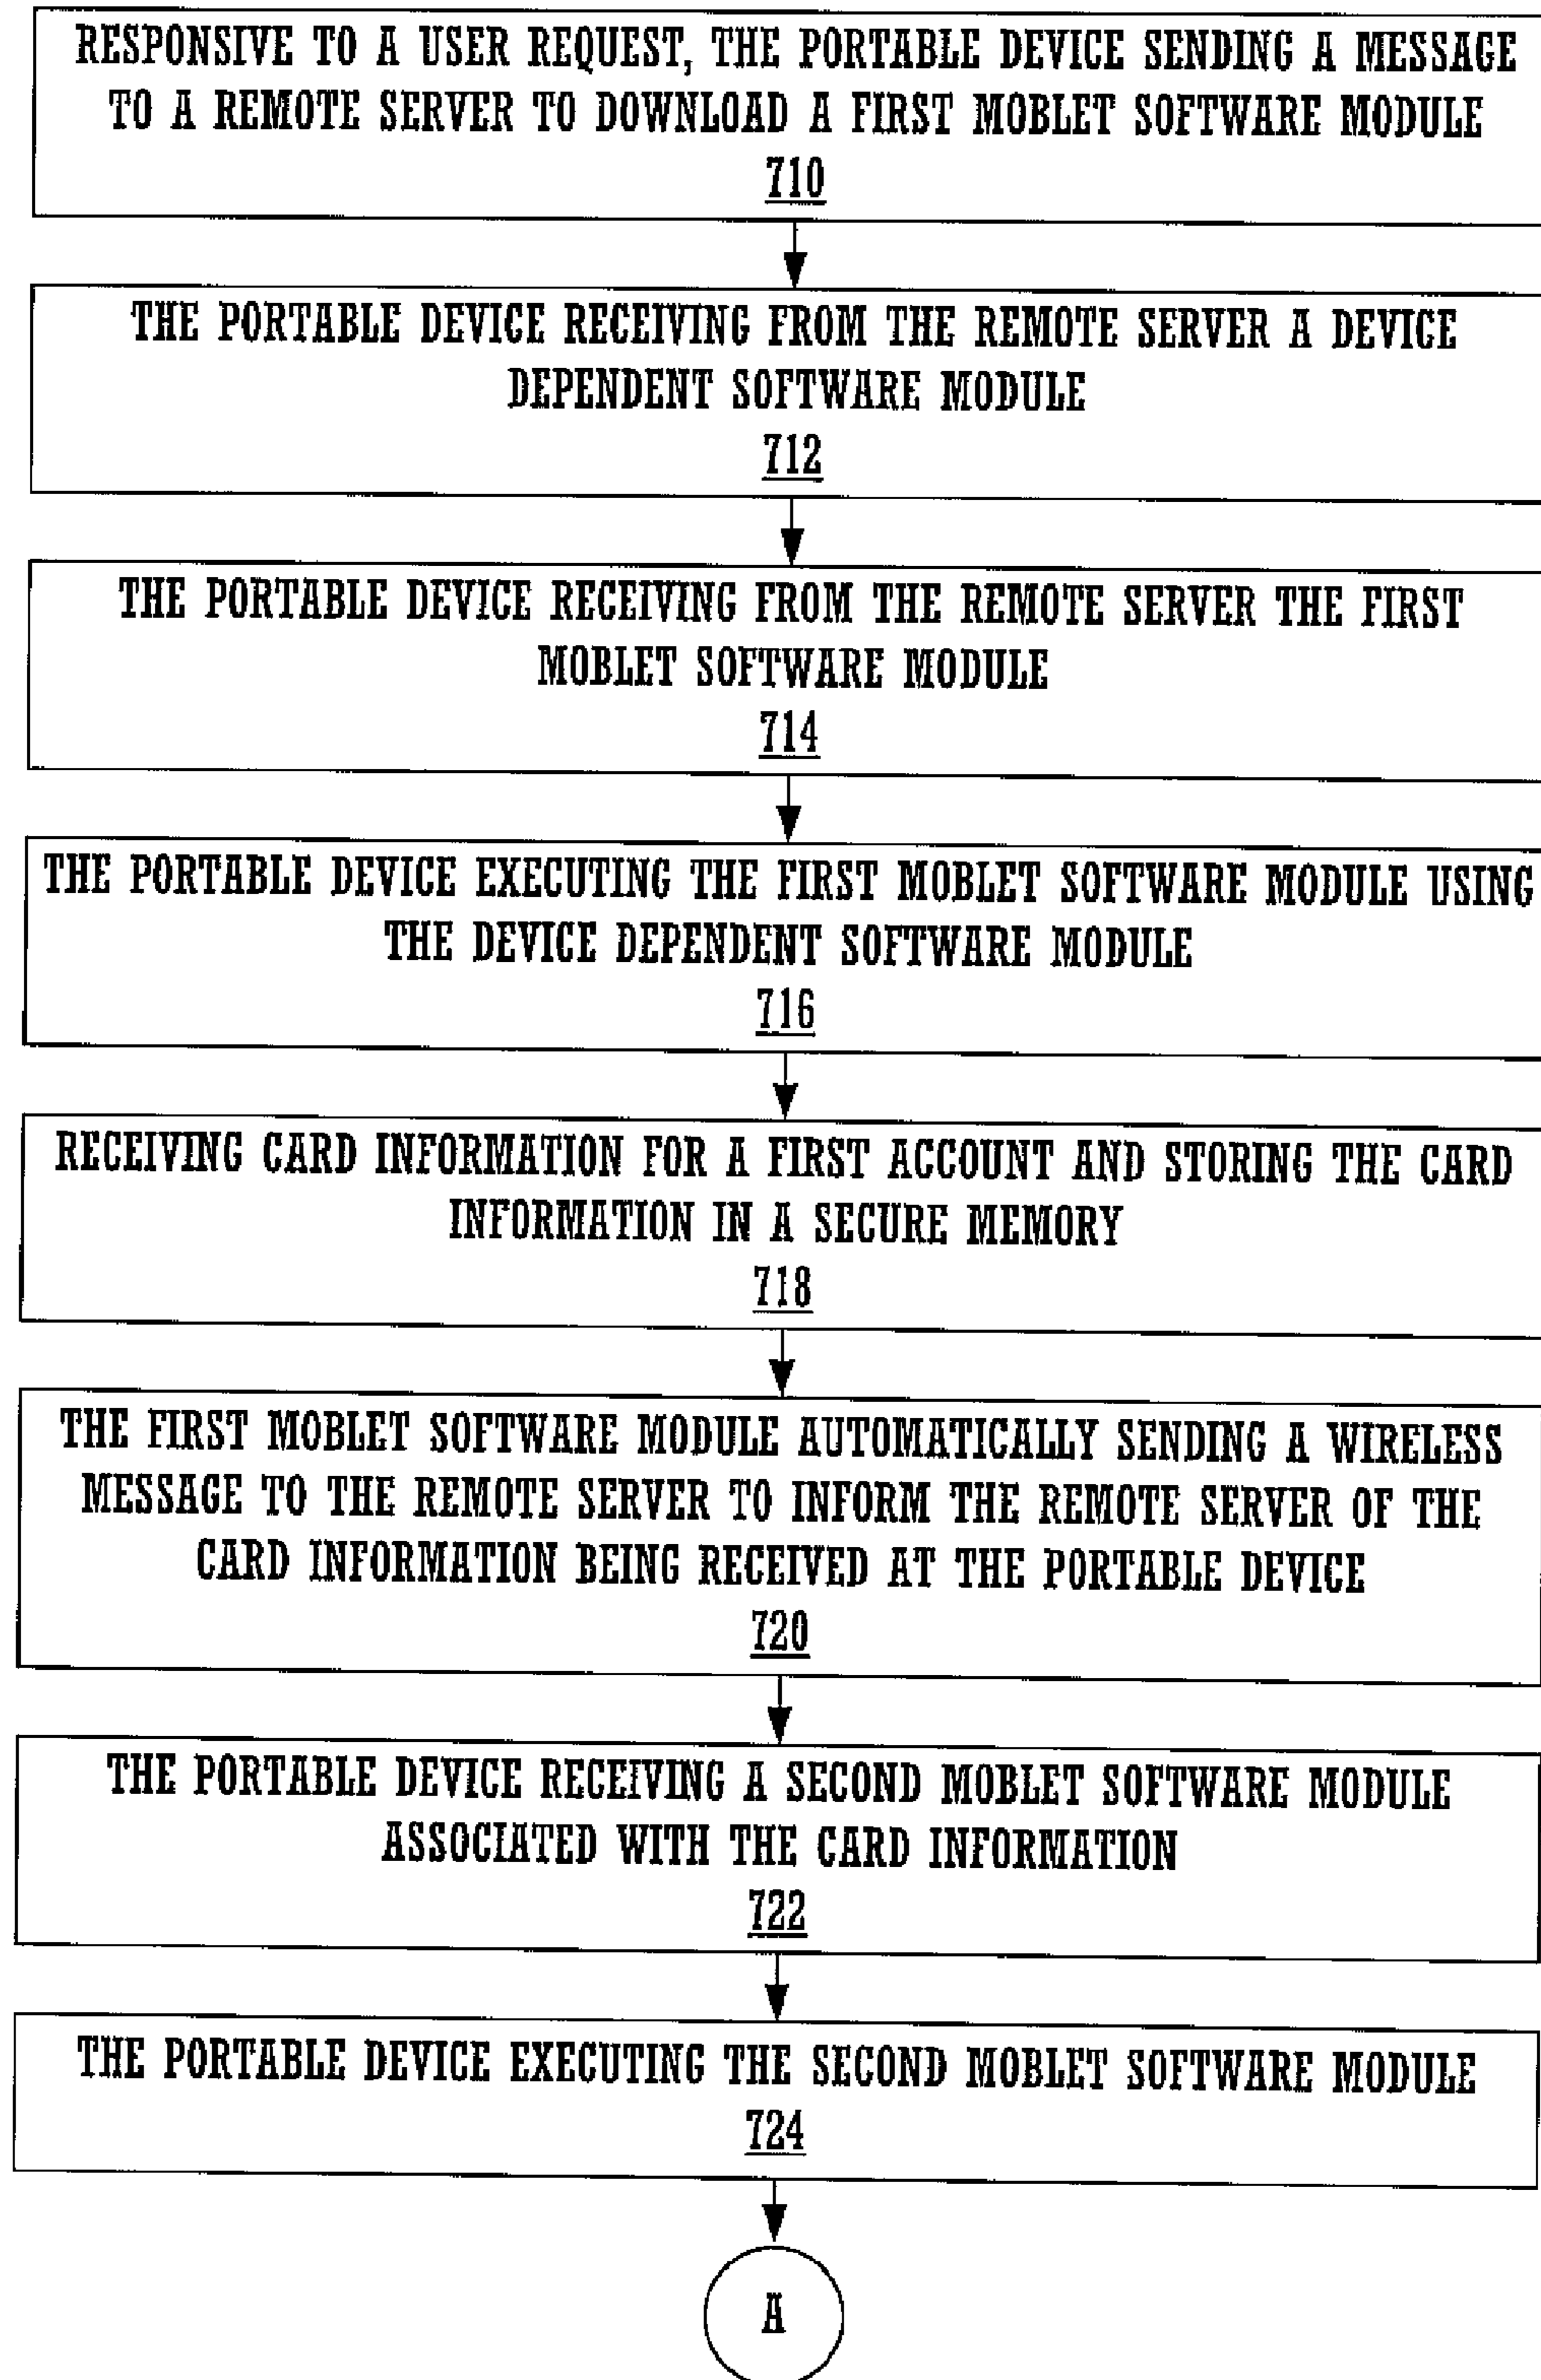 RESPONSIVE TO A USER REQUEST, THE PORTABLE DEVICE SENDING A MESSAGE
TO A REMOTE SERVER TO DOWNLOAD A FIRST MOBLET SOFTWARE MODULE
710
THE PORTABLE DEVICE RECEIVING FROM THE REMOTE SERVER A DEVICE
DEPENDENT SOFTWARE MODULE
712
THE PORTABLE DEVICE RECEIVING FROM THE REMOTE SERVER THE FIRST
MOBLET SOFTWARE MODULE
714
THE PORTABLE DEVICE EXECUTING THE FIRST MOBLET SOFTWARE MODULE USING
THE DEVICE DEPENDENT SOFTWARE MODULE
716
RECEIVING CARD INFORMATION FOR A FIRST ACCOUNT AND STORING THE CARD
INFORMATION IN A SECURE MEMORY
718
THE FIRST MOBLET SOFTWARE MODULE AUTOMATICALLY SENDING A WIRELESS
MESSAGE TO THE REMOTE SERVER TO INFORM THE REMOTE SERVER OF THE
CARD INFORMATION BEING RECEIVED AT THE PORTABLE DEVICE
720
THE PORTABLE DEVICE RECEIVING A SECOND MOBLET SOFTWARE MODULE
ASSOCIATED WITH THE CARD INFORMATION
722
THE PORTABLE DEVICE EXECUTING THE SECOND MOBLET SOFTWARE MODULE
724
A